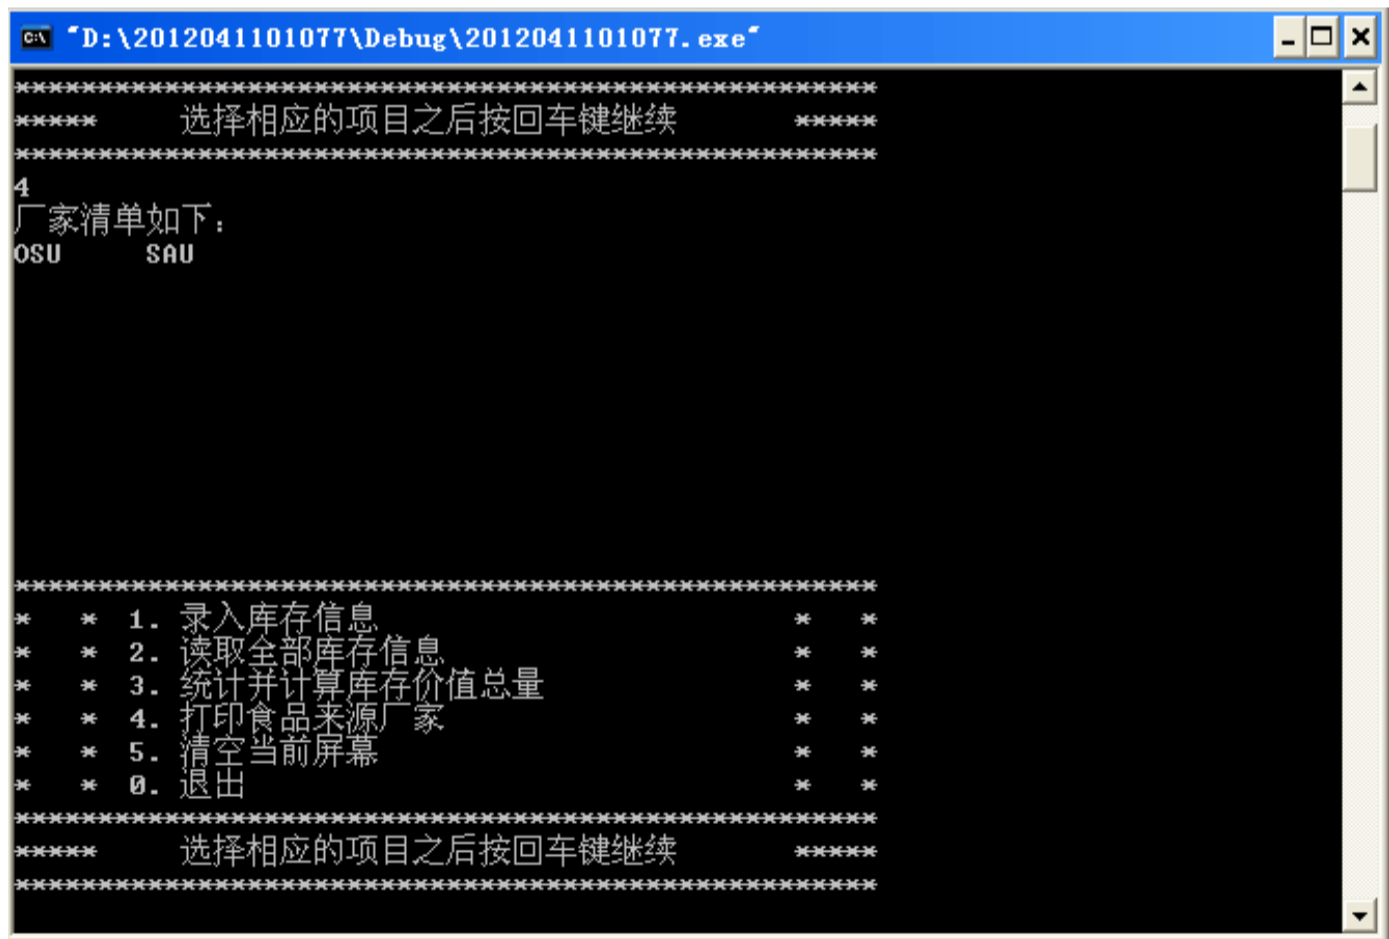 "D:\2012041101077\Debug\2012041101077.exe"
****************************************************
***** 选择相应的项目之后按回车键继续 *****
****************************************************
4
厂家清单如下:
OSU SAU
****************************************************
* * 1. 录入库存信息 * *
* * 2. 读取全部库存信息 * *
* * 3. 统计并计算库存价值总量 * *
* * 4. 打印食品来源厂家 * *
* * 5. 清空当前屏幕 * *
* * 0. 退出 * *
****************************************************
***** 选择相应的项目之后按回车键继续 *****
****************************************************